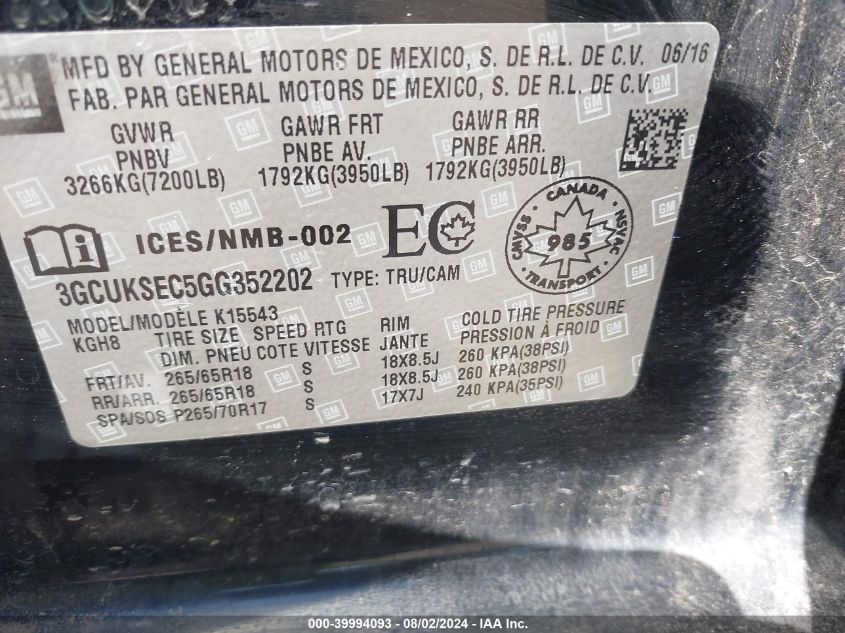 GM
MFD BY GENERAL MOTORS DE MEXICO, S. DE R.L. DE C.V. 06/16
FAB. PAR GENERAL MOTORS DE MEXICO, S. DE R.L. DE C.V.
GVWR GAWR FRT GAWR RR
PNBV PNBE AV. PNBE ARR.
3266KG(7200LB) 1792KG(3950LB) 1792KG(3950LB)
ICES/NMB-002 EC
CANADA
CMVSS 985 NSVAC
TRANSPORT
3GCUKSEC5GG352202 TYPE: TRU/CAM
MODEL/MODÈLE K15543
KGH8 TIRE SIZE SPEED RTG RIM COLD TIRE PRESSURE
DIM. PNEU COTE VITESSE JANTE PRESSION À FROID
FRT/AV. 265/65R18 S 18X8.5J 260 KPA(38PSI)
RR/ARR. 265/65R18 S 18X8.5J 260 KPA(38PSI)
SPA/SOS P265/70R17 S 17X7J 240 KPA(35PSI)
000-39994093 - 08/02/2024 - IAA Inc.